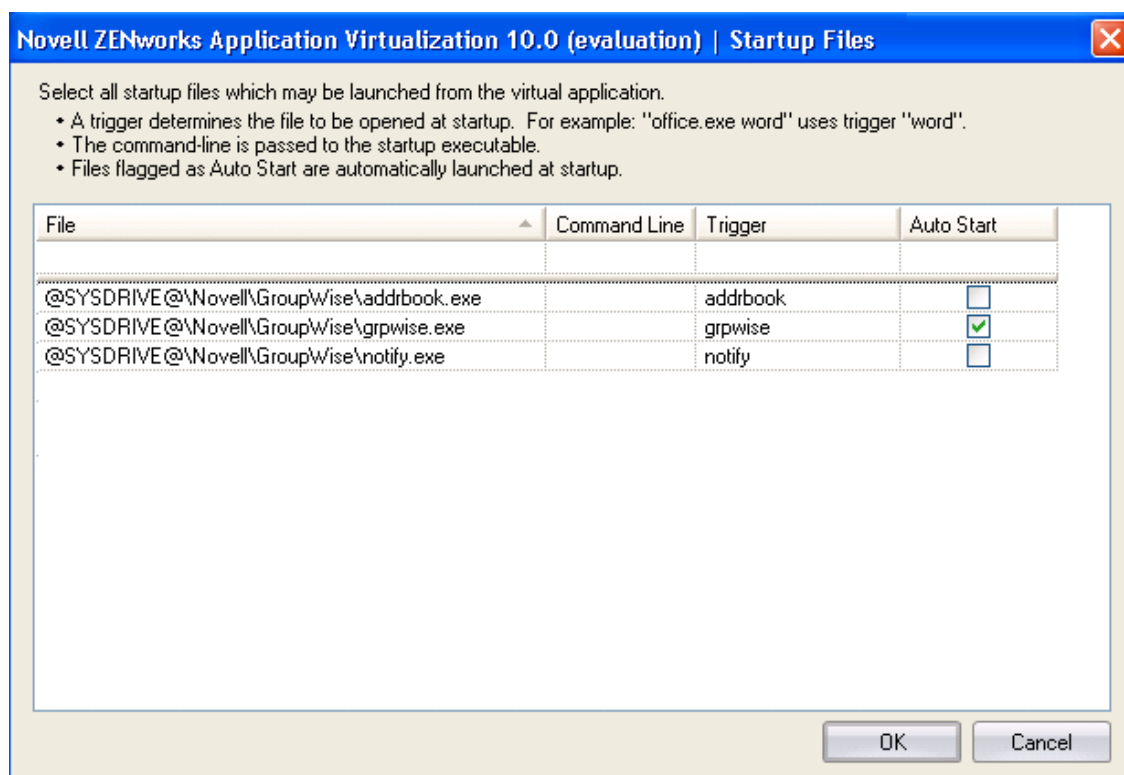 Novell ZENworks Application Virtualization 10.0 (evaluation) | Startup Files
Select all startup files which may be launched from the virtual application.
• A trigger determines the file to be opened at startup.  For example: "office.exe word" uses trigger "word".
• The command-line is passed to the startup executable.
• Files flagged as Auto Start are automatically launched at startup.
File Command Line Trigger Auto Start
@SYSDRIVE@\Novell\GroupWise\addrbook.exe addrbook
@SYSDRIVE@\Novell\GroupWise\grpwise.exe grpwise
@SYSDRIVE@\Novell\GroupWise\notify.exe notify
OK Cancel